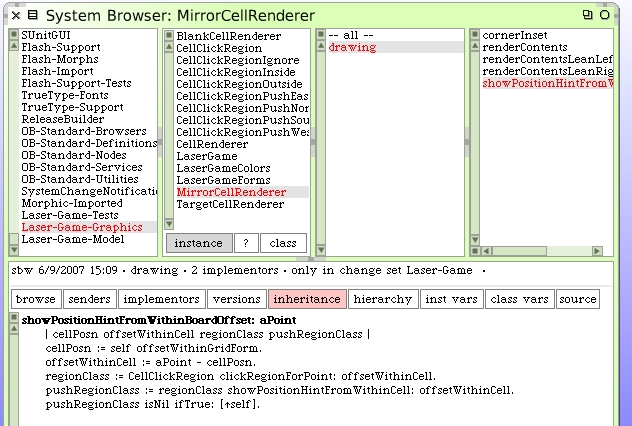 System Browser: MirrorCellRenderer
SUnitGUI
Flash-Support
Flash-Morphs
Flash-Import
Flash-Support-Tests
TrueType-Fonts
TrueType-Support
ReleaseBuilder
OB-Standard-Browsers
OB-Standard-Definitions
OB-Standard-Nodes
OB-Standard-Services
OB-Standard-Utilities
SystemChangeNotificatio
Morphic-Imported
Laser-Game-Tests
Laser-Game-Graphics
Laser-Game-Model
BlankCellRenderer
CellClickRegion
CellClickRegionIgnore
CellClickRegionInside
CellClickRegionOutside
CellClickRegionPushEas
CellClickRegionPushNor
CellClickRegionPushSou
CellClickRegionPushWes
CellRenderer
LaserGame
LaserGameColors
LaserGameForms
MirrorCellRenderer
TargetCellRenderer
instance ? class
-- all --
drawing
cornerInset
renderContents
renderContentsLeanLef
renderContentsLeanRig
showPositionHintFromW
sbw 6/9/2007 15:09 · drawing · 2 implementors · only in change set Laser-Game ·
browse senders implementors versions inheritance hierarchy inst vars class vars source
showPositionHintFromWithinBoardOffset: aPoint
| cellPosn offsetWithinCell regionClass pushRegionClass |
cellPosn := self offsetWithinGridForm.
offsetWithinCell := aPoint - cellPosn.
regionClass := CellClickRegion clickRegionForPoint: offsetWithinCell.
pushRegionClass := regionClass showPositionHintFromWithinCell: offsetWithinCell.
pushRegionClass isNil ifTrue: [↑self].